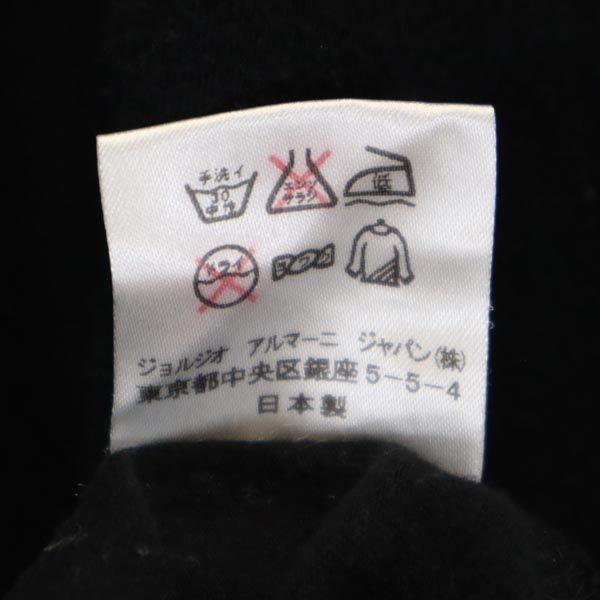 手洗イ
30
中性
エンソ
サラシ
低
ドライ
ジョルジオ アルマーニ ジャパン(株)
東京都中央区銀座5-5-4
日本製